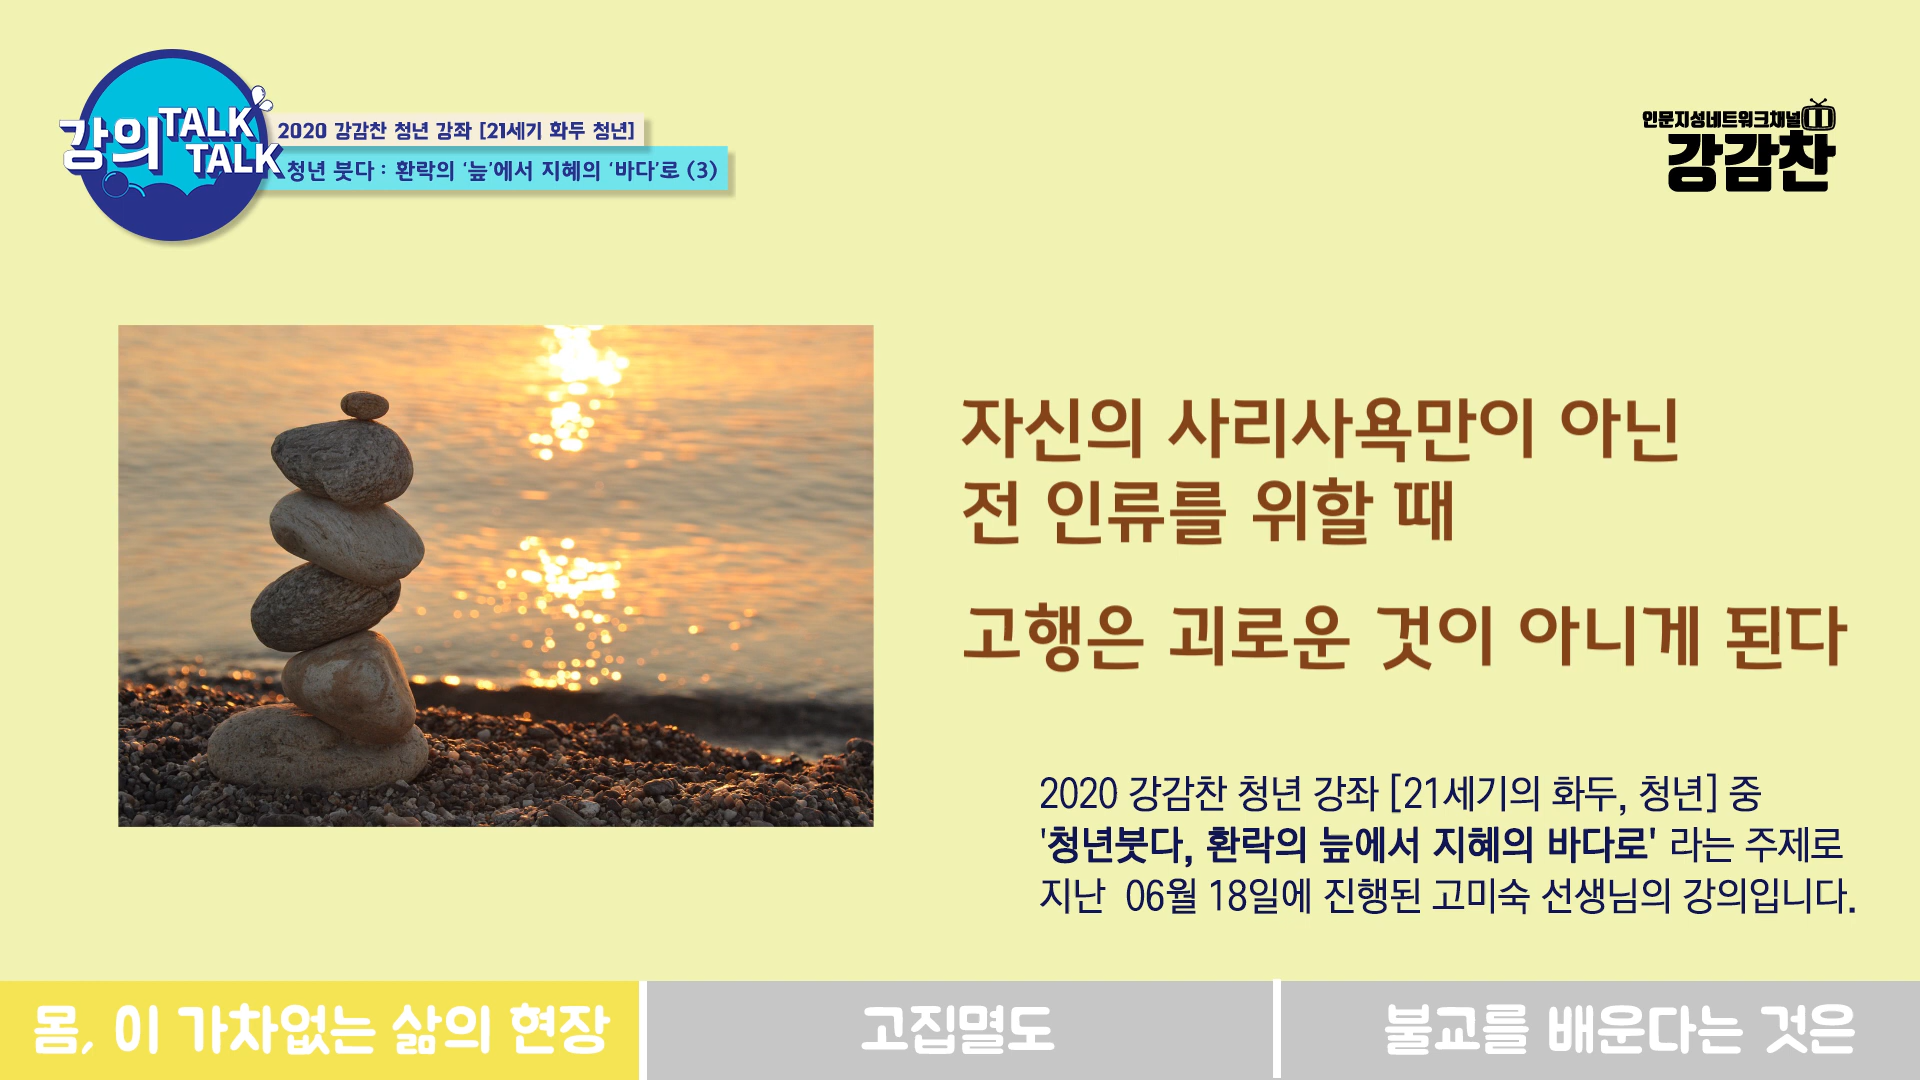 강의 TALK TALK
2020 강감찬 청년 강좌 [21세기 화두 청년]
청년 붓다 : 환락의 ‘늪’에서 지혜의 ‘바다’로 (3)
인문지성네트워크채널
강감찬
자신의 사리사욕만이 아닌
전 인류를 위할 때
고행은 괴로운 것이 아니게 된다
2020 강감찬 청년 강좌 [21세기의 화두, 청년] 중
'청년붓다, 환락의 늪에서 지혜의 바다로' 라는 주제로
지난 06월 18일에 진행된 고미숙 선생님의 강의입니다.
몸, 이 가차없는 삶의 현장
고집멸도
불교를 배운다는 것은